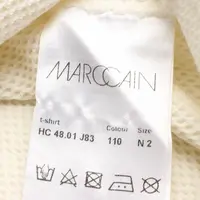 MARCCAIN
t-shirt Colour Size
HC 48.01 J83 110 N 2